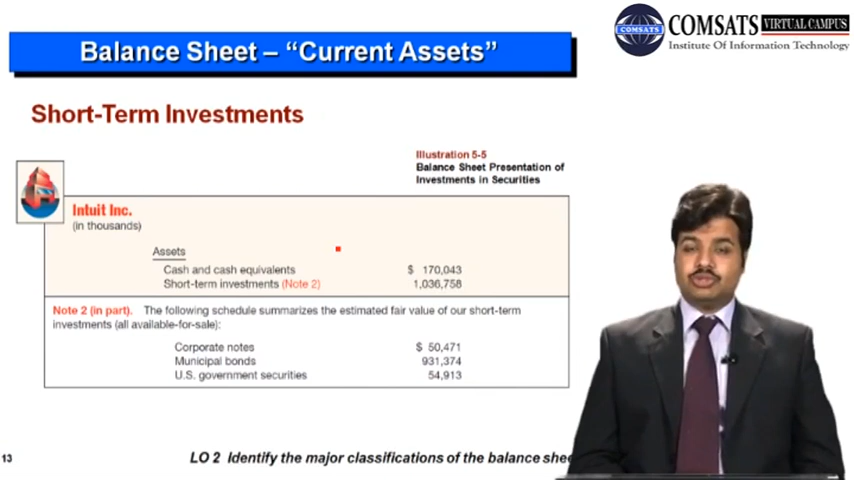 Balance Sheet – "Current Assets"
COMSATS
COMSATS VIRTUAL CAMPUS
Institute Of Information Technology
Short-Term Investments
Illustration 5-5
Balance Sheet Presentation of
Investments in Securities
Intuit Inc.
(in thousands)
Assets
Cash and cash equivalents $ 170,043
Short-term investments (Note 2) 1,036,758
Note 2 (in part). The following schedule summarizes the estimated fair value of our short-term
investments (all available-for-sale):
Corporate notes $ 50,471
Municipal bonds 931,374
U.S. government securities 54,913
13
LO 2 Identify the major classifications of the balance shee